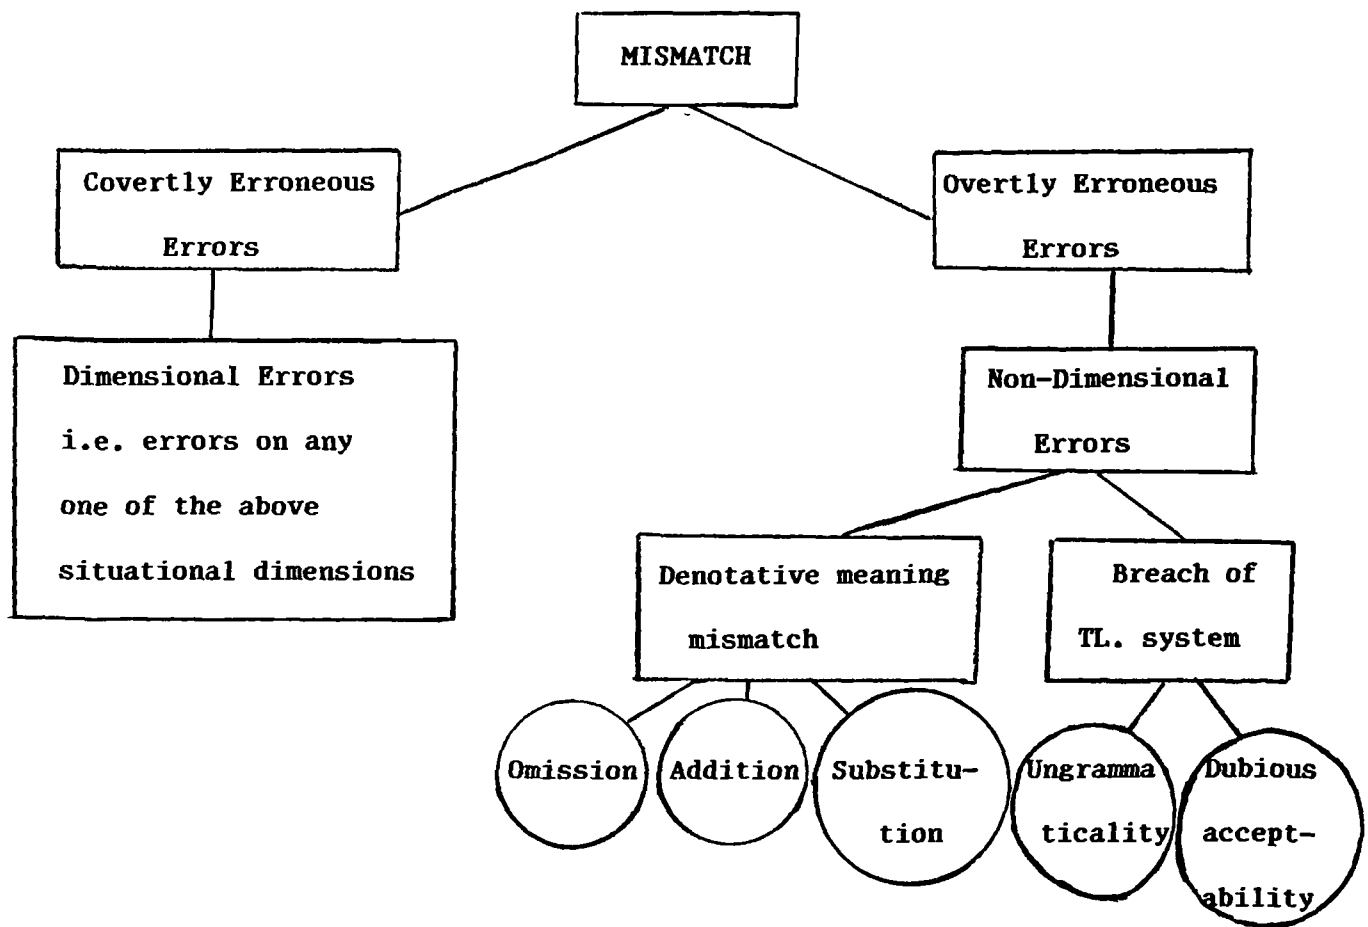 MISMATCH
Covertly Erroneous
Errors
Overtly Erroneous
Errors
Dimensional Errors
i.e. errors on any
one of the above
situational dimensions
Non-Dimensional
Errors
Denotative meaning
mismatch
Breach of
TL. system
Omission
Addition
Substitu-
tion
Ungramma
ticality
Dubious
accept-
ability